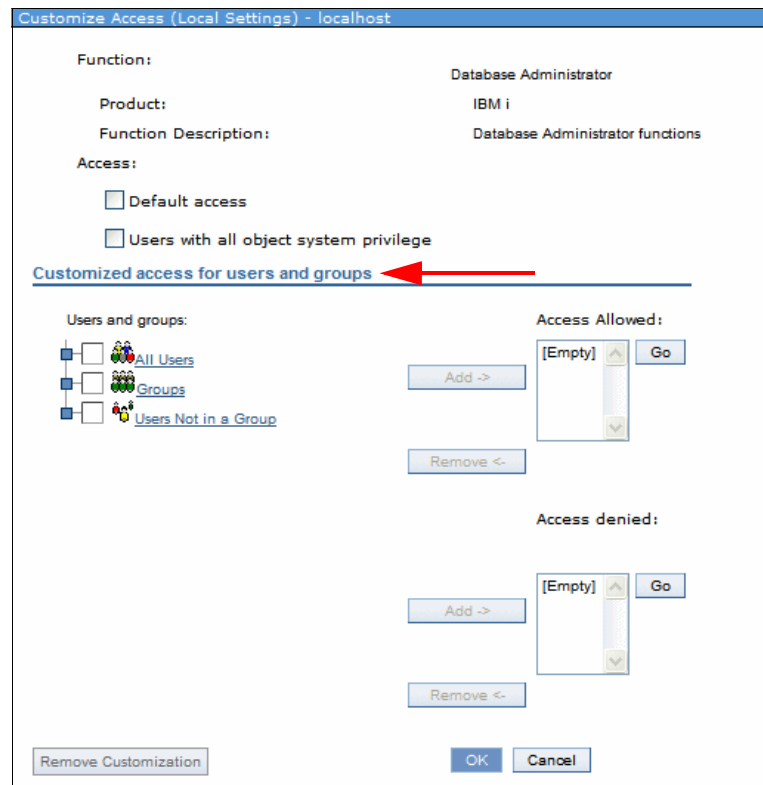 Customize Access (Local Settings) - localhost
Function:
Database Administrator
Product:
IBM i
Function Description:
Database Administrator functions
Access:
Default access
Users with all object system privilege
Customized access for users and groups
Users and groups:
Access Allowed:
All Users
Groups
Users Not in a Group
Add ->
[Empty]
Go
Remove <-
Access denied:
[Empty]
Go
Add ->
Remove <-
Remove Customization
OK
Cancel